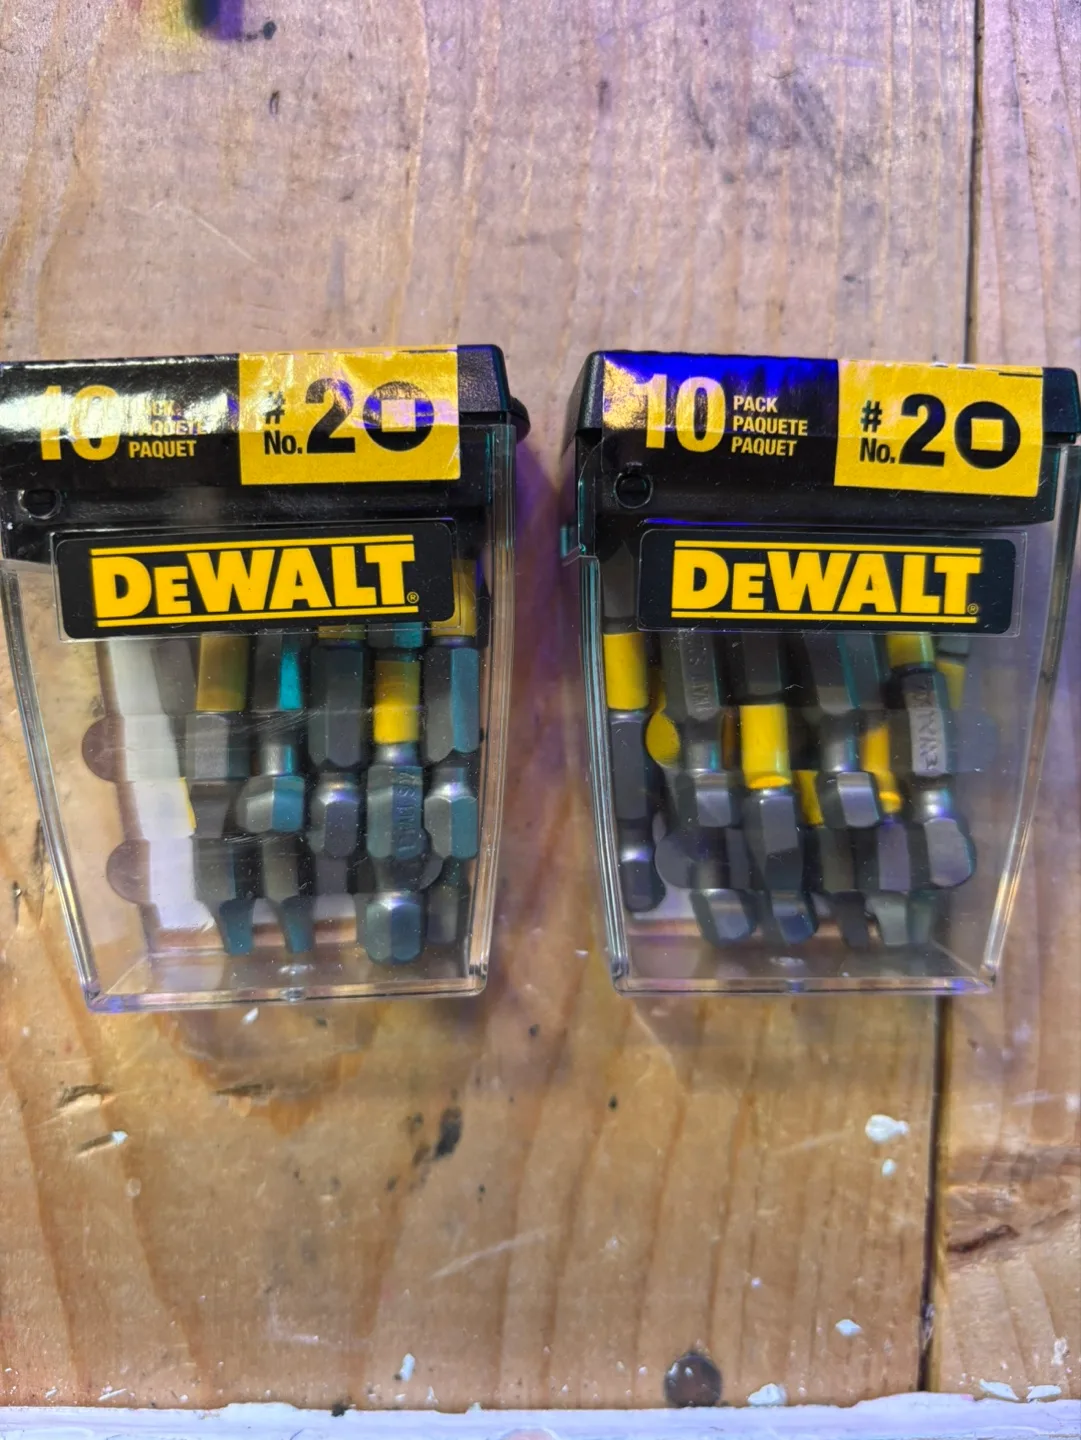 10 PACK
PAQUETE
PAQUET
#
No. 2
DEWALT®
10 PACK
PAQUETE
PAQUET
#
No. 2
DEWALT®